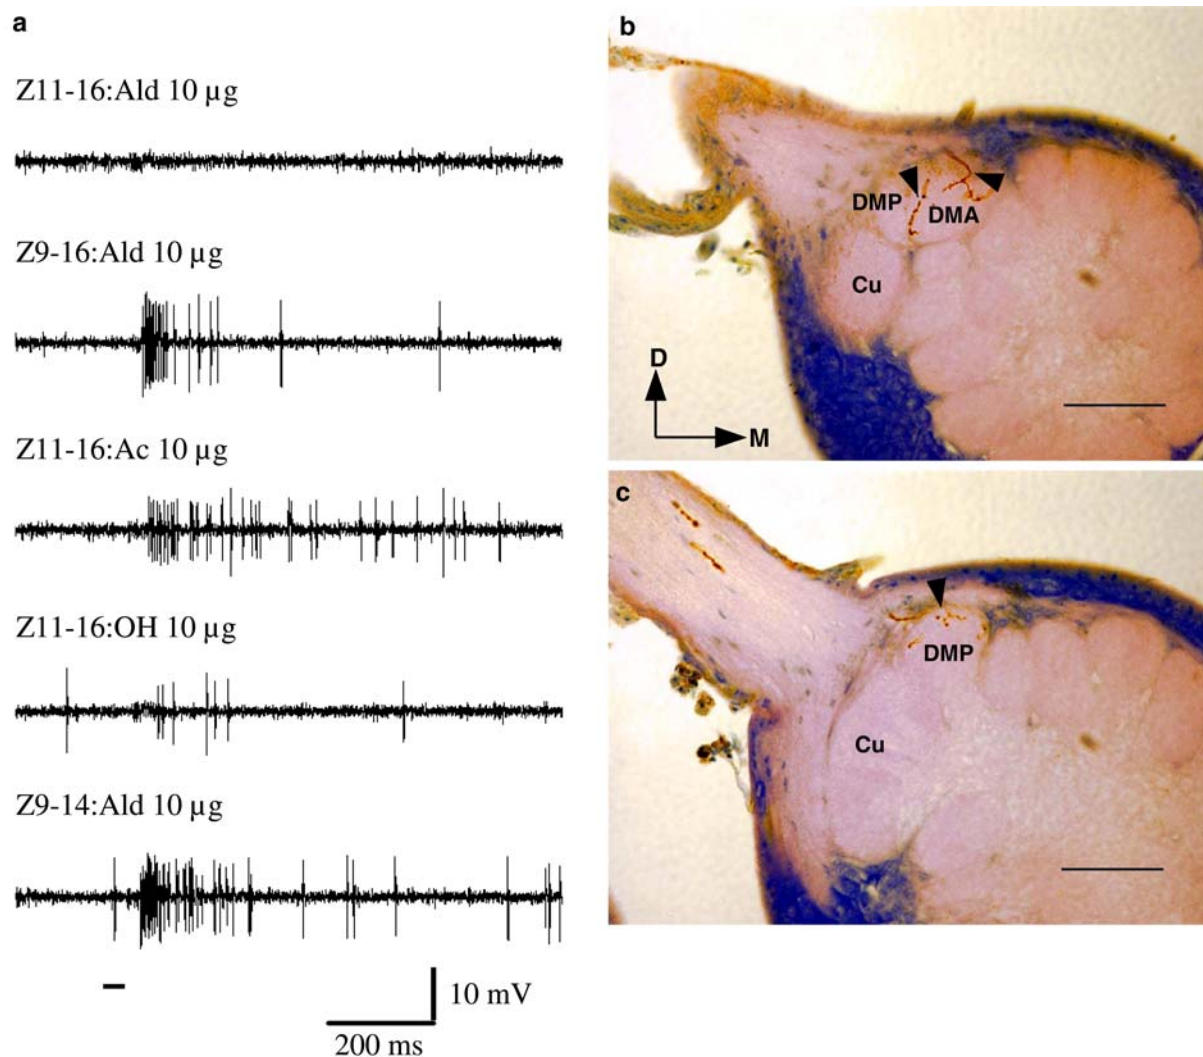 a
Z11-16:Ald 10 µg
Z9-16:Ald 10 µg
Z11-16:Ac 10 µg
Z11-16:OH 10 µg
Z9-14:Ald 10 µg
10 mV
200 ms
b
DMP
DMA
Cu
D
M
c
DMP
Cu